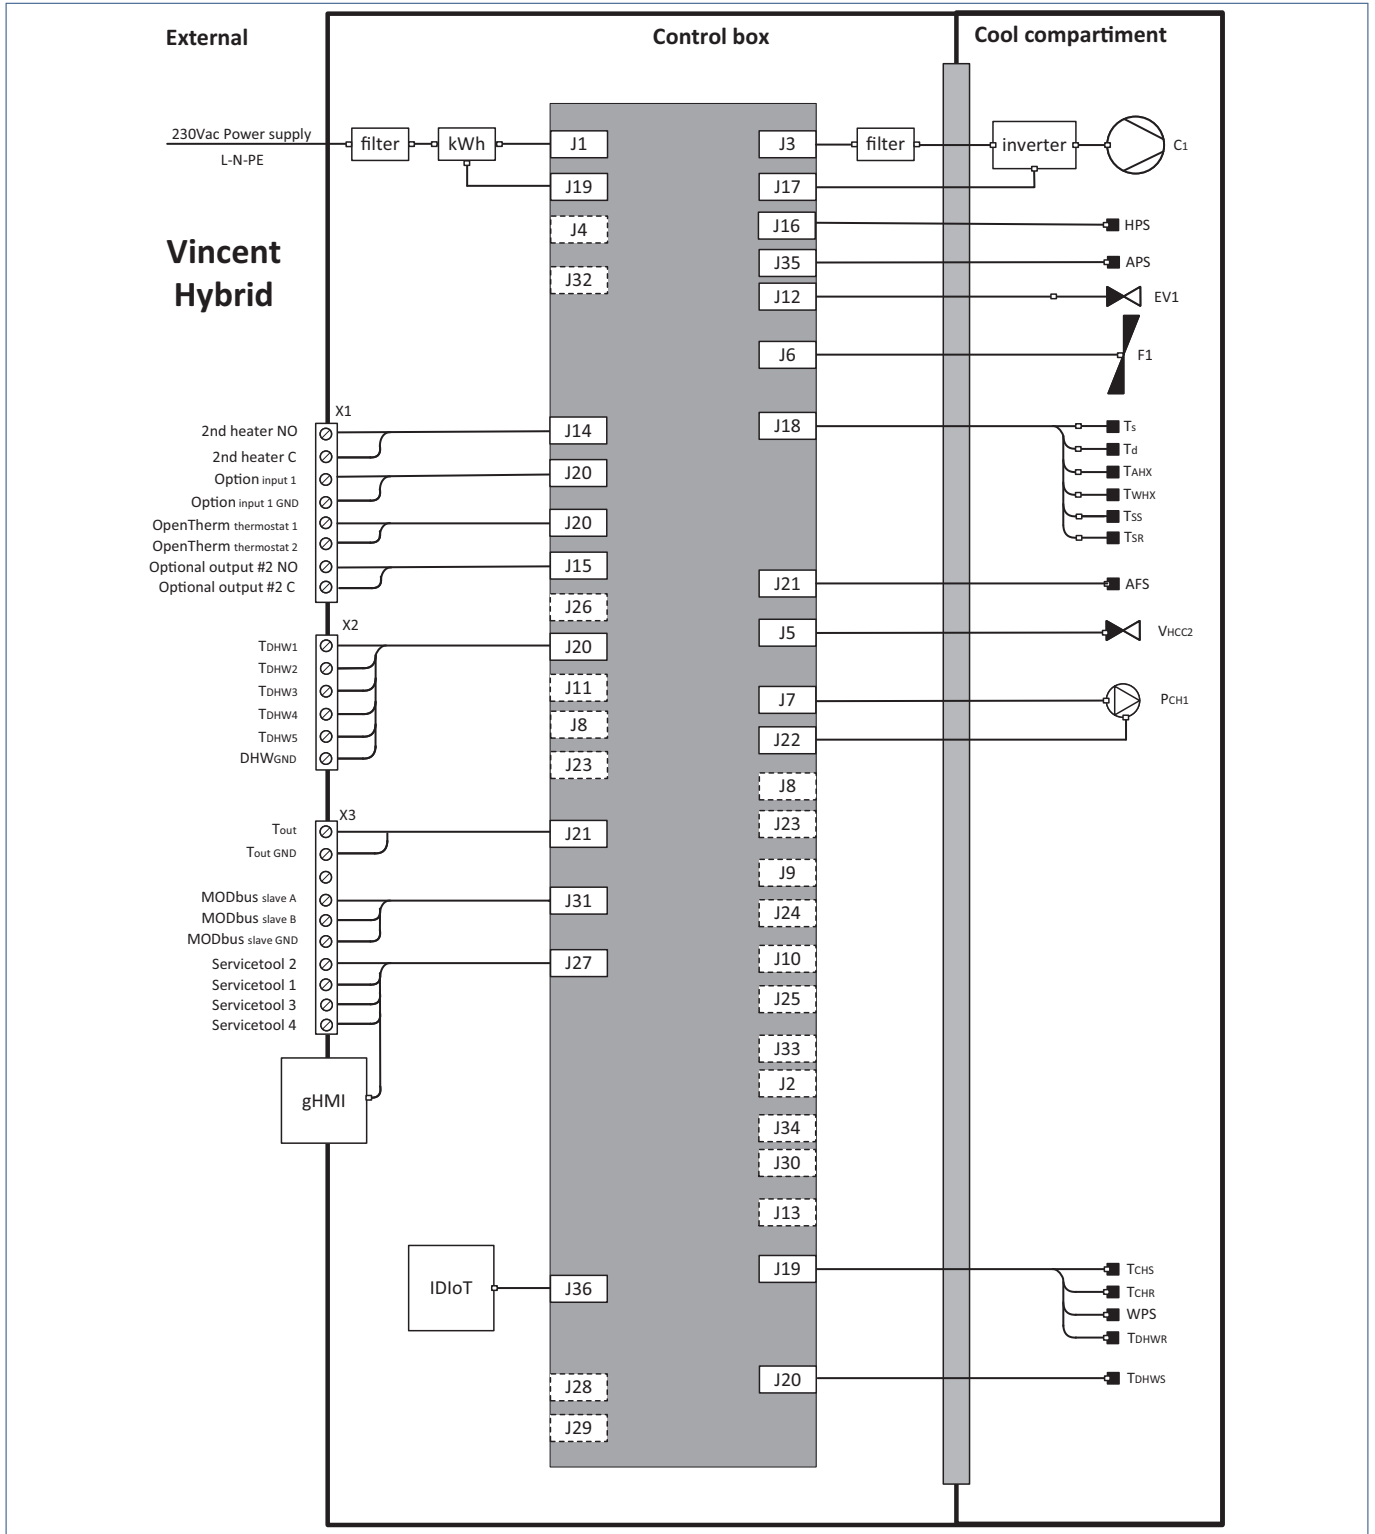 External
Control box
Cool compartiment
230Vac Power supply
L-N-PE
filter
kWh
J1
J19
J4
J32
Vincent
Hybrid
J3
filter
inverter
C1
J17
J16
HPS
J35
APS
J12
EV1
J6
F1
X1
2nd heater NO
2nd heater C
Option input 1
Option input 1 GND
OpenTherm thermostat 1
OpenTherm thermostat 2
Optional output #2 NO
Optional output #2 C
J14
J20
J20
J15
J26
J18
Ts
Td
TAHX
TWHX
TSS
TSR
J21
AFS
J5
VHCC2
X2
TDHW1
TDHW2
TDHW3
TDHW4
TDHW5
DHWGND
J20
J11
J8
J23
J7
PCH1
J22
J8
J23
J9
J24
J10
J25
J33
J2
J34
J30
J13
X3
Tout
Tout GND
MODbus slave A
MODbus slave B
MODbus slave GND
Servicetool 2
Servicetool 1
Servicetool 3
Servicetool 4
J21
J31
J27
gHMI
IDIoT
J36
J28
J29
J19
TCHS
TCHR
WPS
TDHWR
J20
TDHWS